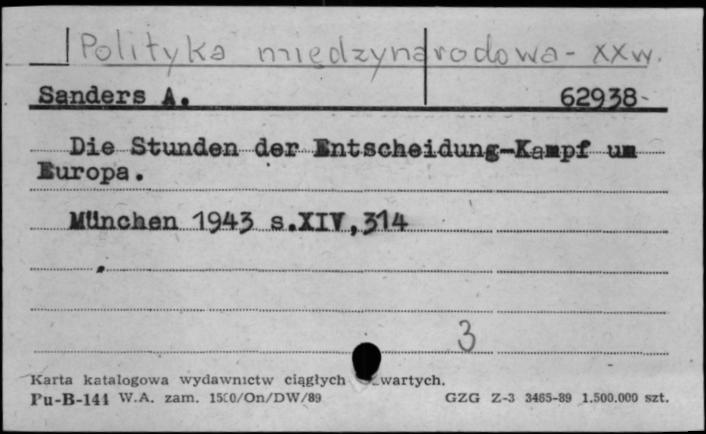 Polityka międzynarodowa - XXw.
Sanders A. 62938-
Die Stunden der Entscheidung-Kampf um
Europa.
München 1943 s.XIV,314
3
Karta katalogowa wydawnictw ciągłych zwartych.
Pu-B-141 W.A. zam. 1500/On/DW/89 GZG Z-3 3465-89 1.500.000 szt.